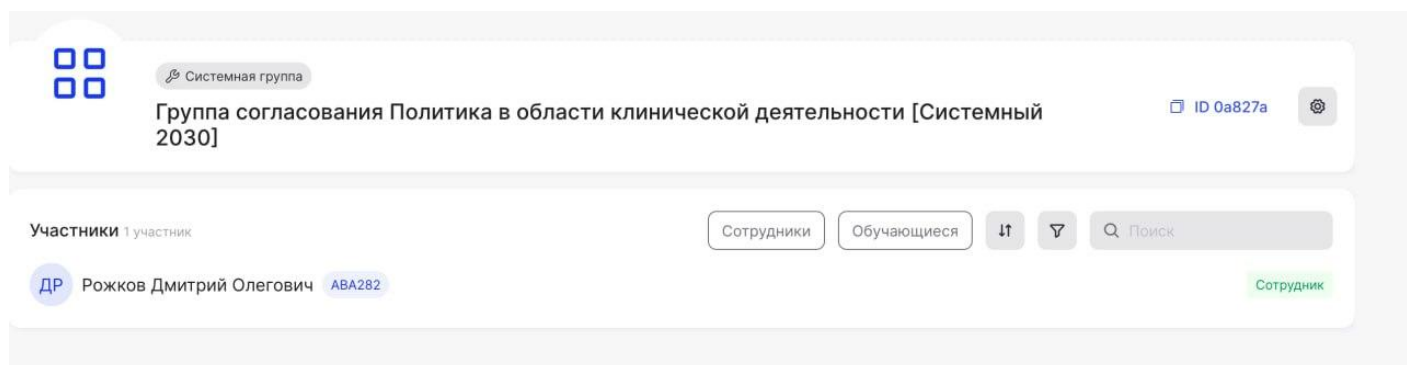 Системная группа
Группа согласования Политика в области клинической деятельности [Системный
2030]
ID 0a827a
Участники 1 участник
Сотрудники
Обучающиеся
Поиск
ДР Рожков Дмитрий Олегович ABA282
Сотрудник